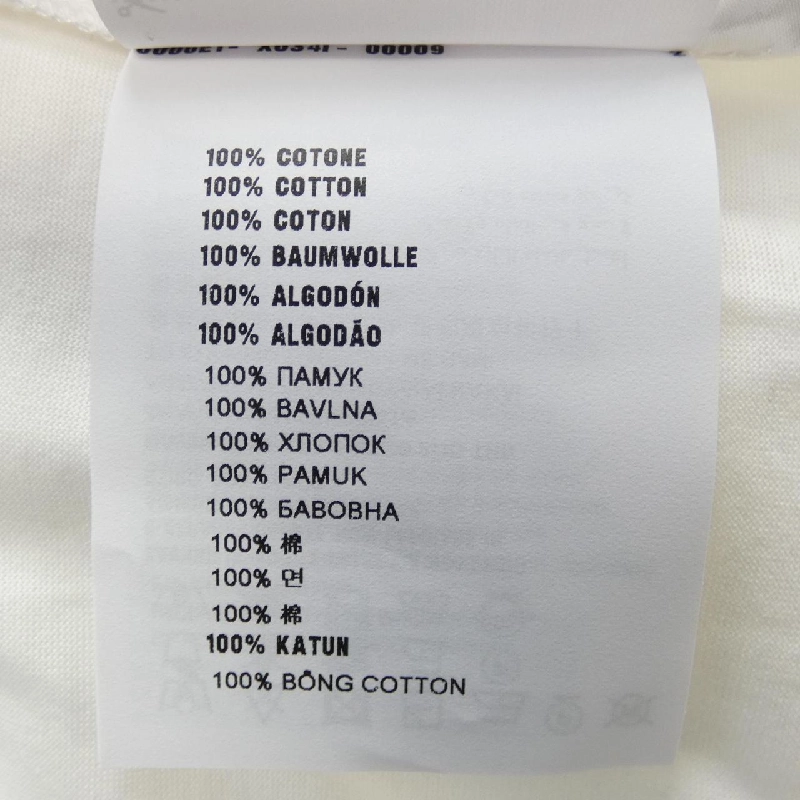 100% COTONE
100% COTTON
100% COTON
100% BAUMWOLLE
100% ALGODÓN
100% ALGODÃO
100% ПАМУК
100% BAVLNA
100% ХЛОПОК
100% PAMUK
100% БАВОВНА
100% 棉
100% 면
100% 棉
100% KATUN
100% BÔNG COTTON